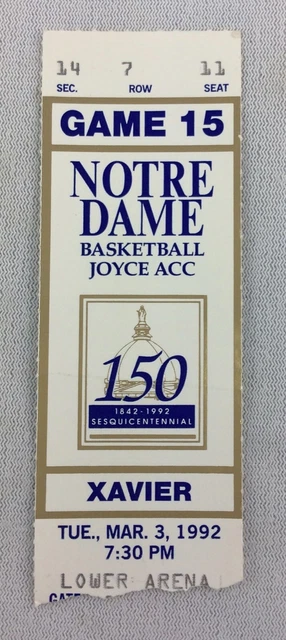 14 7 11
SEC. ROW SEAT
GAME 15
NOTRE
DAME
BASKETBALL
JOYCE ACC
150
1842-1992
SESQUICENTENNIAL
XAVIER
TUE., MAR. 3, 1992
7:30 PM
LOWER ARENA
GATE